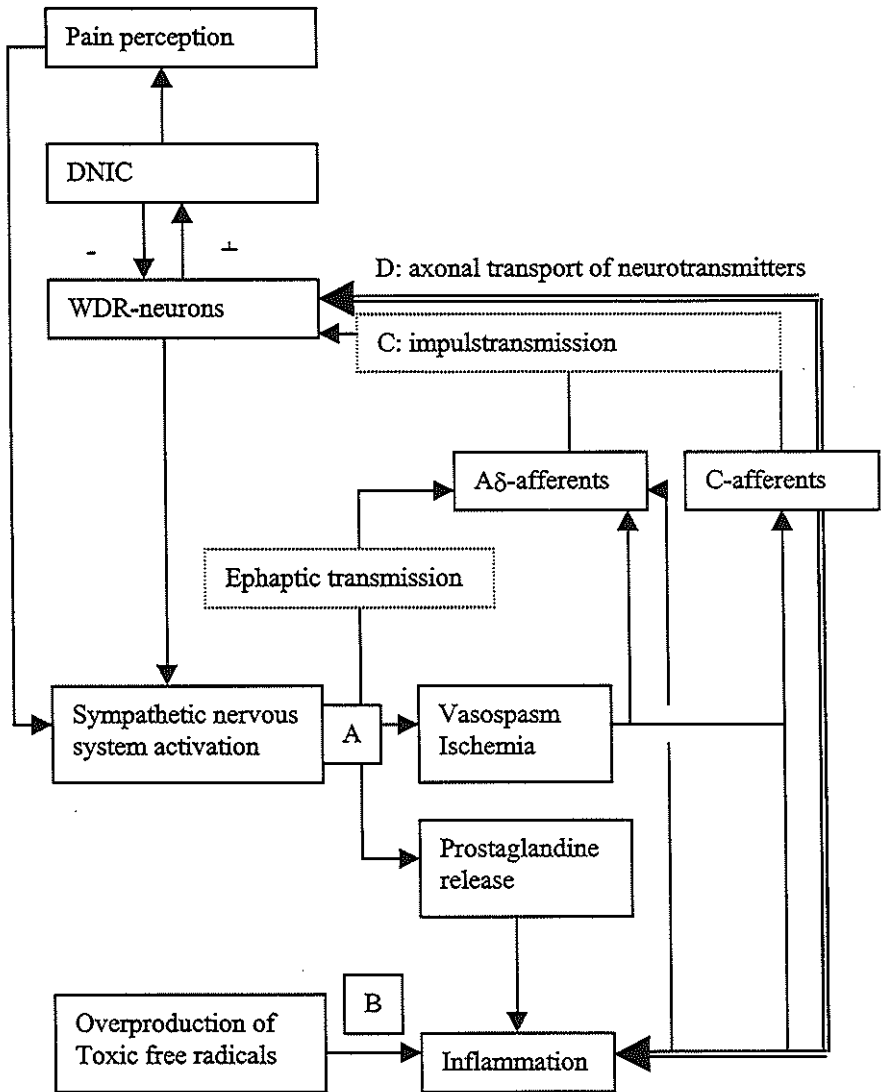 Pain perception
DNIC
- +
D: axonal transport of neurotransmitters
WDR-neurons
C: impulstransmission
Aδ-afferents
C-afferents
Ephaptic transmission
Sympathetic nervous
system activation
A
Vasospasm
Ischemia
Prostaglandine
release
B
Overproduction of
Toxic free radicals
Inflammation